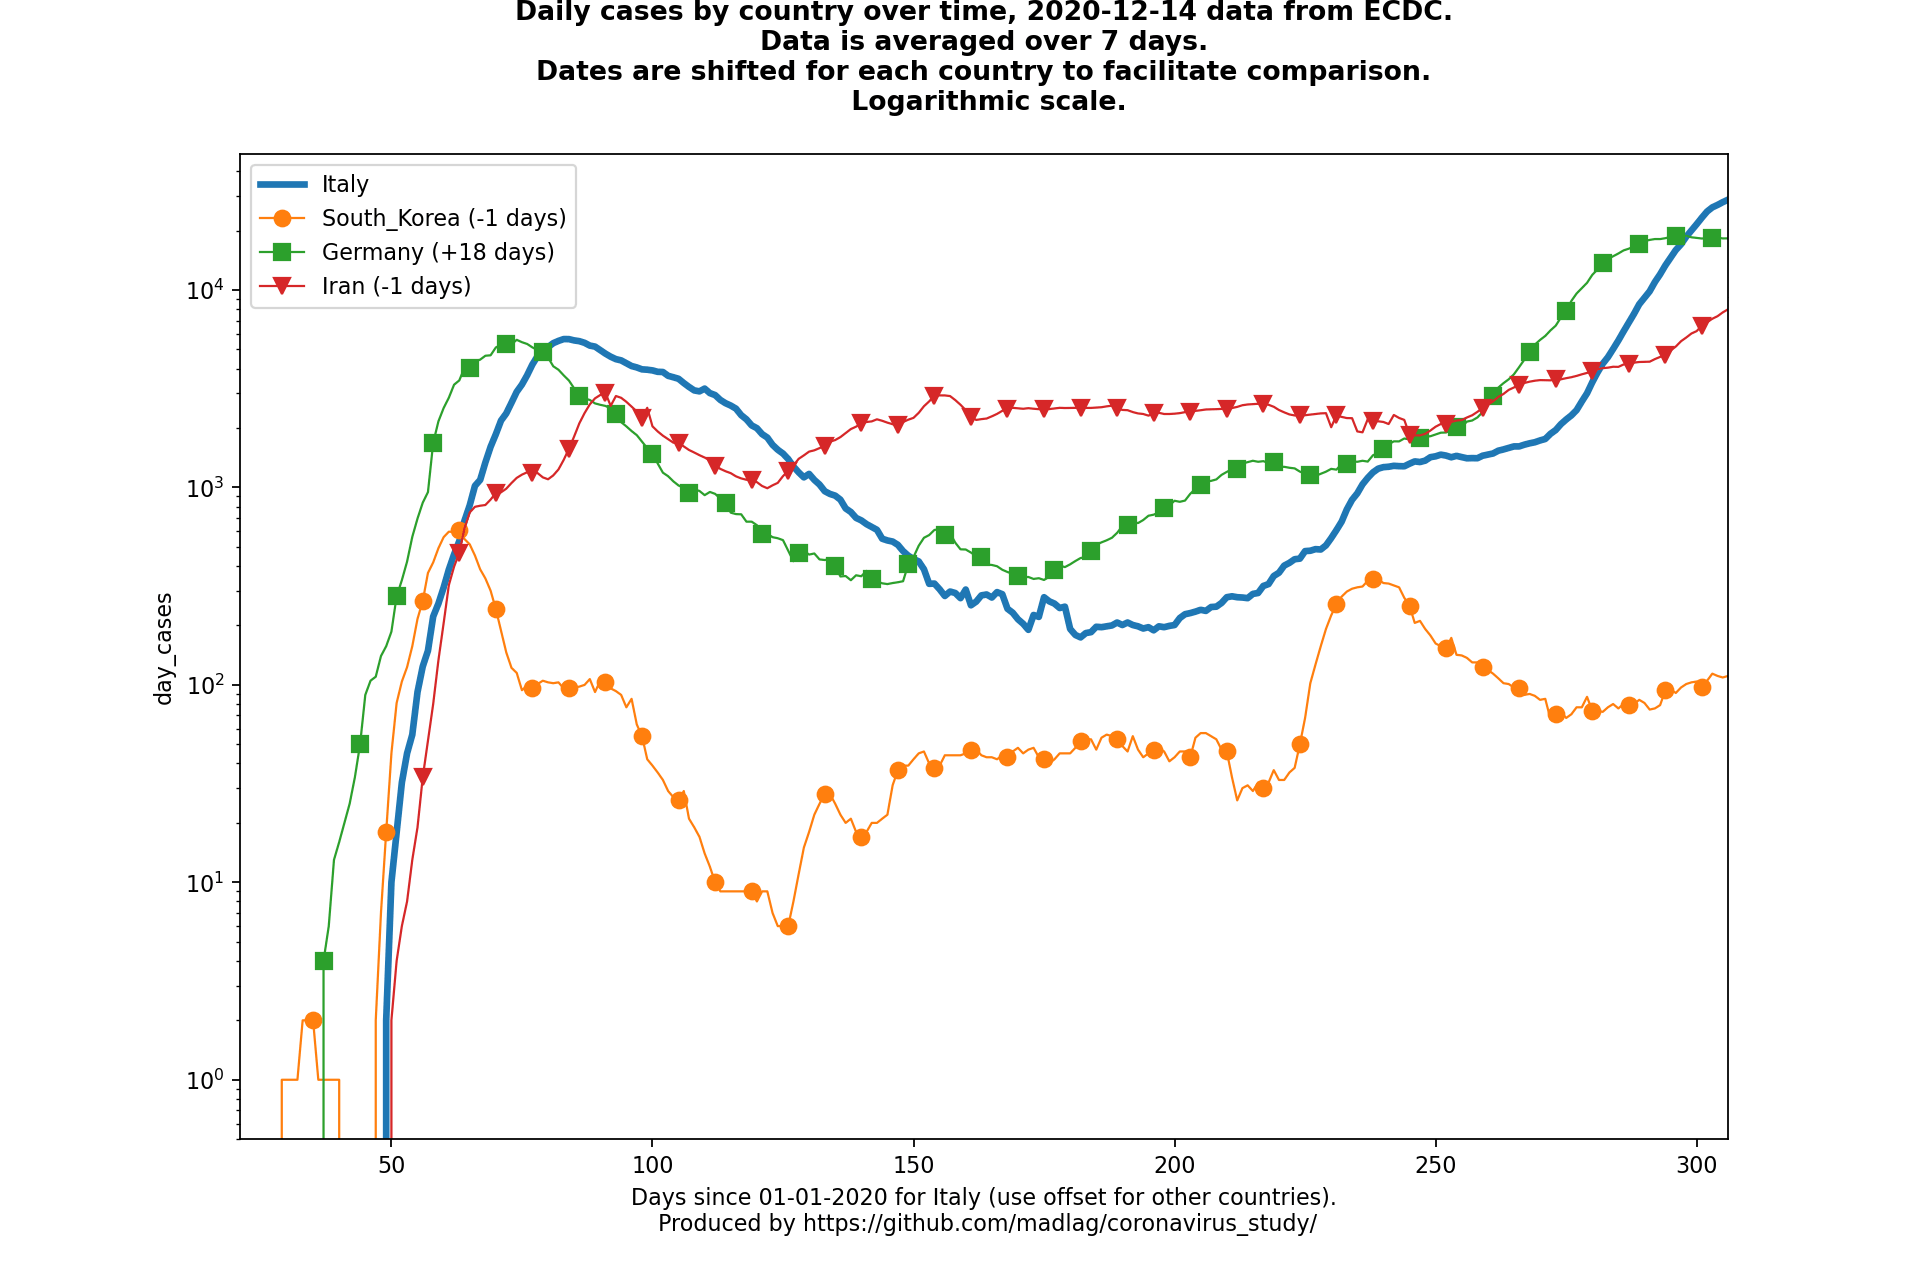 Daily cases by country over time, 2020-12-14 data from ECDC.
Data is averaged over 7 days.
Dates are shifted for each country to facilitate comparison.
Logarithmic scale.
Italy
South_Korea (-1 days)
Germany (+18 days)
Iran (-1 days)
10⁴
10³
10²
10¹
10⁰
day_cases
50 100 150 200 250 300
Days since 01-01-2020 for Italy (use offset for other countries).
Produced by https://github.com/madlag/coronavirus_study/